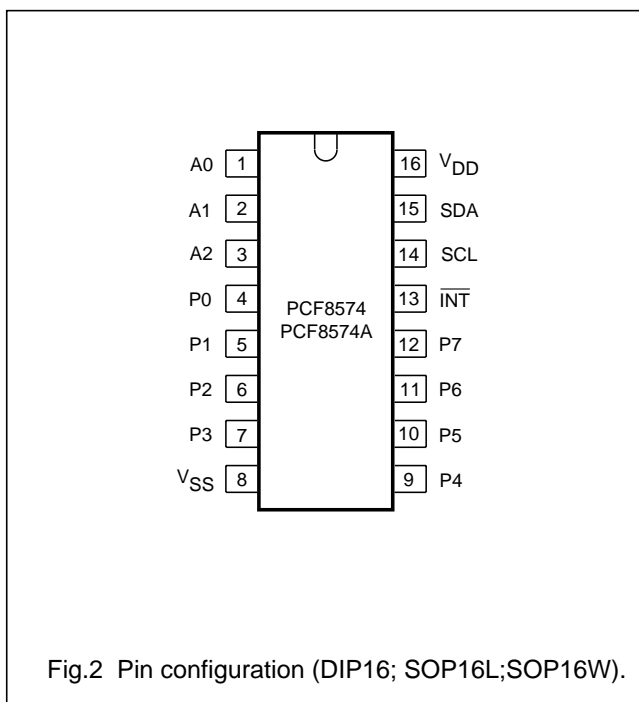 A0 1 16 VDD
A1 2 15 SDA
A2 3 14 SCL
P0 4 13 INT
PCF8574
PCF8574A
P1 5 12 P7
P2 6 11 P6
P3 7 10 P5
VSS 8 9 P4
Fig.2 Pin configuration (DIP16; SOP16L;SOP16W).